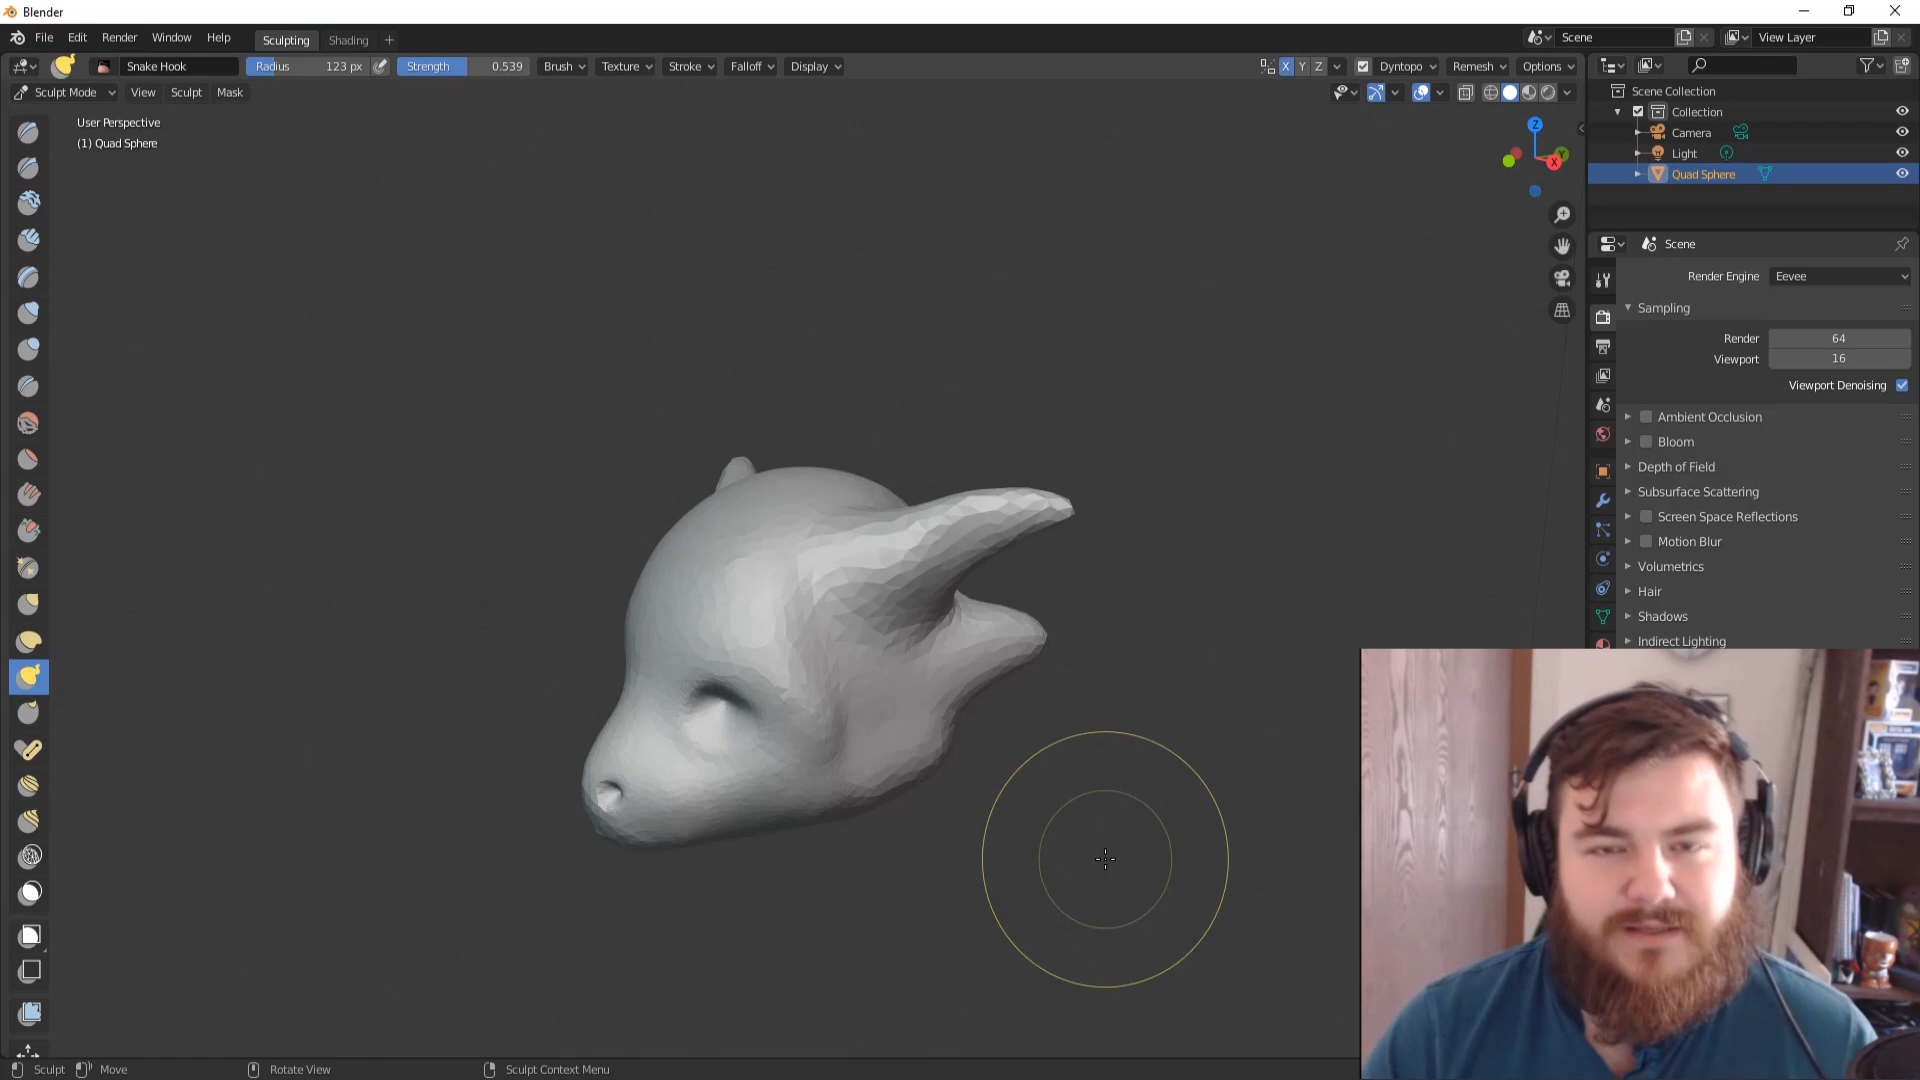 Blender
File Edit Render Window Help Sculpting Shading + Scene View Layer
Snake Hook Radius 123 px Strength 0.539 Brush Texture Stroke Falloff Display X Y Z Dyntopo Remesh Options
Sculpt Mode View Sculpt Mask
User Perspective
(1) Quad Sphere
Z
Y
X
Scene Collection
Collection
Camera
Light
Quad Sphere
Scene
Render Engine Eevee
Sampling
Render 64
Viewport 16
Viewport Denoising
Ambient Occlusion
Bloom
Depth of Field
Subsurface Scattering
Screen Space Reflections
Motion Blur
Volumetrics
Hair
Shadows
Indirect Lighting
Sculpt Move Rotate View Sculpt Context Menu